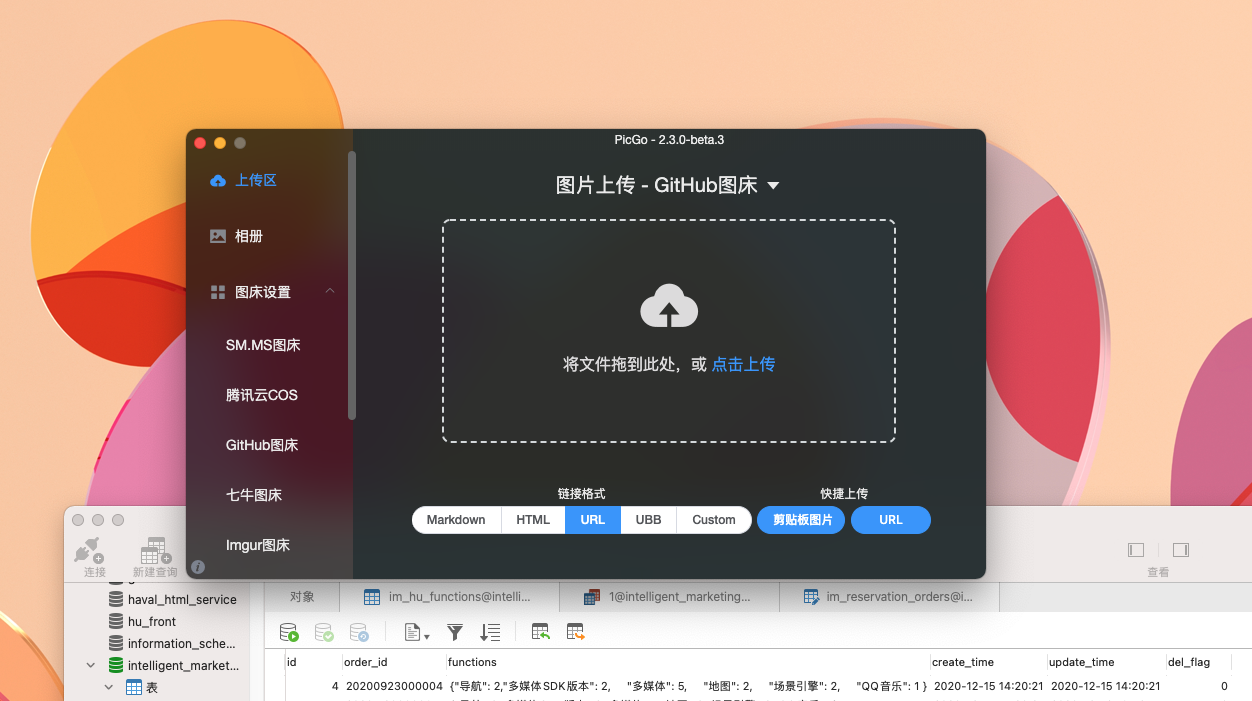 PicGo - 2.3.0-beta.3
上传区
相册
图床设置
SM.MS图床
腾讯云COS
GitHub图床
七牛图床
Imgur图床
图片上传 - GitHub图床
将文件拖到此处，或 点击上传
链接格式
快捷上传
Markdown HTML URL UBB Custom 剪贴板图片 URL
连接
新建查询
查看
haval_html_service
hu_front
information_sche...
intelligent_market...
表
对象 im_hu_functions@intelli... 1@intelligent_marketing... im_reservation_orders@i...
id order_id functions create_time update_time del_flag
4 20200923000004 {"导航": 2,"多媒体SDK版本": 2, "多媒体": 5, "地图": 2, "场景引擎": 2, "QQ音乐": 1 } 2020-12-15 14:20:21 2020-12-15 14:20:21 0